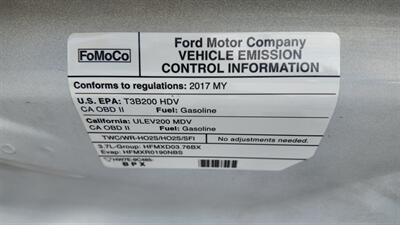 FoMoCo
Ford Motor Company
VEHICLE EMISSION
CONTROL INFORMATION
Conforms to regulations: 2017 MY
U.S. EPA: T3B200 HDV
CA OBD II Fuel: Gasoline
California: ULEV200 MDV
CA OBD II Fuel: Gasoline
TWC/WR-HO2S/HO2S/SFI No adjustments needed.
3.7L-Group: HFMXD03.76BX
Evap: HFMXR0190NBS
BPX